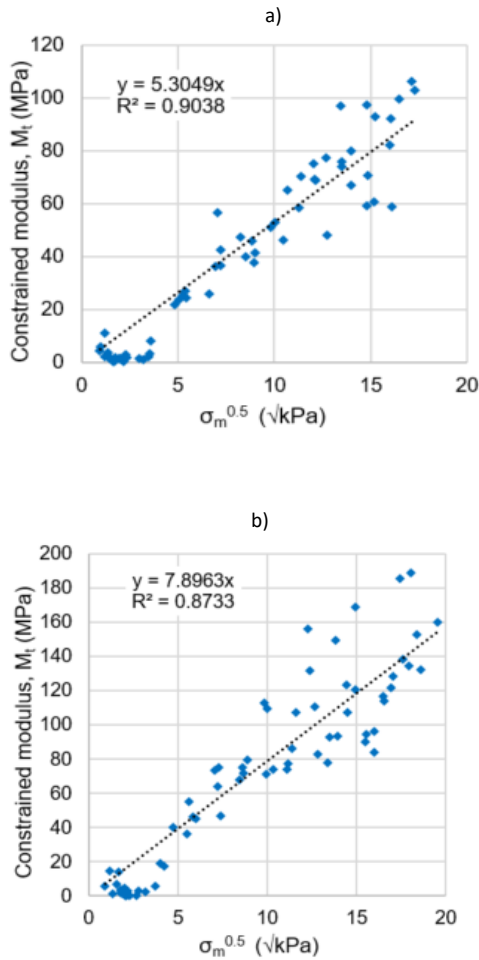 a)
120
100
80
60
40
20
0
y = 5.3049x
R² = 0.9038
Constrained modulus, Mₜ (MPa)
0 5 10 15 20
σₘ⁰·⁵ (√kPa)
b)
200
180
160
140
120
100
80
60
40
20
0
y = 7.8963x
R² = 0.8733
Constrained modulus, Mₜ (MPa)
0 5 10 15 20
σₘ⁰·⁵ (√kPa)